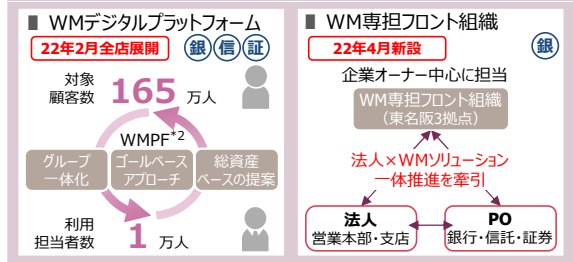 ■ WMデジタルプラットフォーム
22年2月全店展開
銀 信 証
対象
顧客数 165 万人
WMPF*2
グループ
一体化
ゴールベース
アプローチ
総資産
ベースの提案
利用
担当者数 1 万人
■ WM専担フロント組織
22年4月新設
銀
企業オーナー中心に担当
WM専担フロント組織
(東名阪3拠点)
法人×WMソリューション
一体推進を牽引
法人
営業本部・支店
PO
銀行・信託・証券